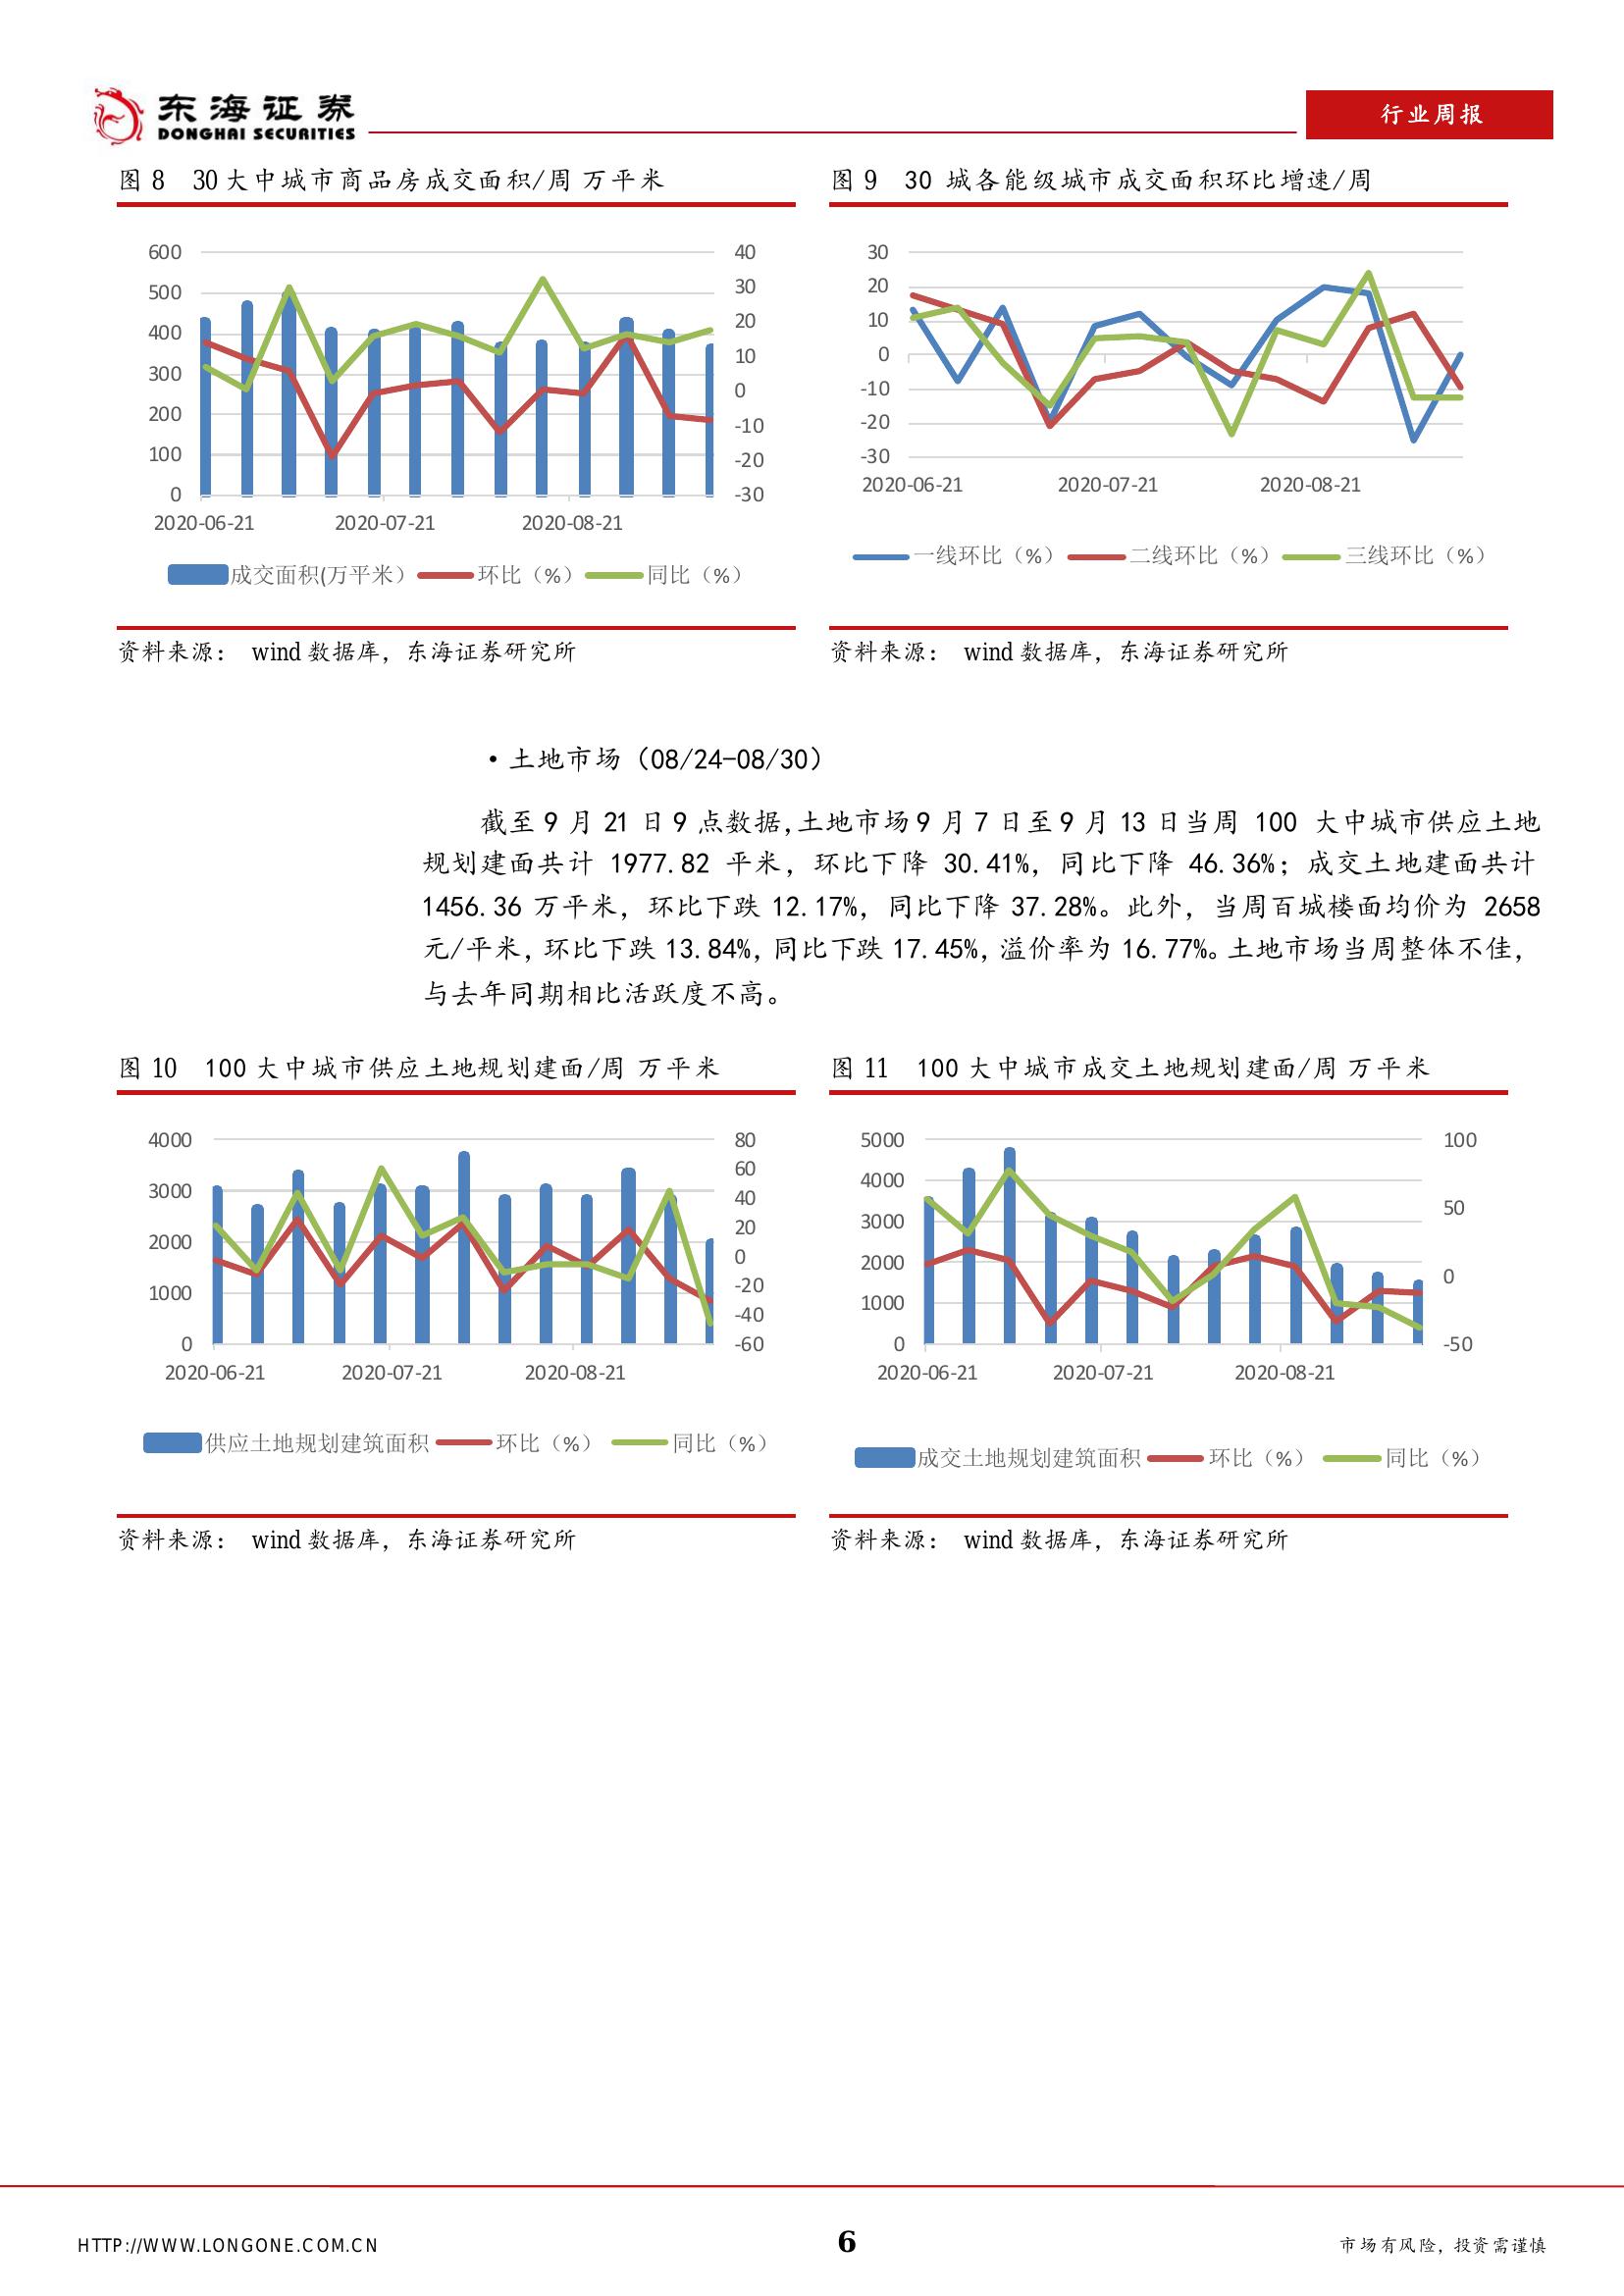 东海证券
DONGHAI SECURITIES
行业周报
图 8 30 大中城市商品房成交面积/周 万平米
600
500
400
300
200
100
0
40
30
20
10
0
-10
-20
-30
2020-06-21 2020-07-21 2020-08-21
成交面积(万平米） 环比（%） 同比（%）
资料来源： wind 数据库，东海证券研究所
图 9 30 城各能级城市成交面积环比增速/周
30
20
10
0
-10
-20
-30
2020-06-21 2020-07-21 2020-08-21
一线环比（%） 二线环比（%） 三线环比（%）
资料来源： wind 数据库，东海证券研究所
·土地市场（08/24-08/30）
截至 9 月 21 日 9 点数据,土地市场 9 月 7 日至 9 月 13 日当周 100 大中城市供应土地
规划建面共计 1977.82 平米，环比下降 30.41%，同比下降 46.36%；成交土地建面共计
1456.36 万平米，环比下跌 12.17%，同比下降 37.28%。此外，当周百城楼面均价为 2658
元/平米，环比下跌 13.84%，同比下跌 17.45%，溢价率为 16.77%。土地市场当周整体不佳，
与去年同期相比活跃度不高。
图 10 100 大中城市供应土地规划建面/周 万平米
4000
3000
2000
1000
0
80
60
40
20
0
-20
-40
-60
2020-06-21 2020-07-21 2020-08-21
供应土地规划建筑面积 环比（%） 同比（%）
资料来源： wind 数据库，东海证券研究所
图 11 100 大中城市成交土地规划建面/周 万平米
5000
4000
3000
2000
1000
0
100
50
0
-50
2020-06-21 2020-07-21 2020-08-21
成交土地规划建筑面积 环比（%） 同比（%）
资料来源： wind 数据库，东海证券研究所
HTTP://WWW.LONGONE.COM.CN
6
市场有风险，投资需谨慎